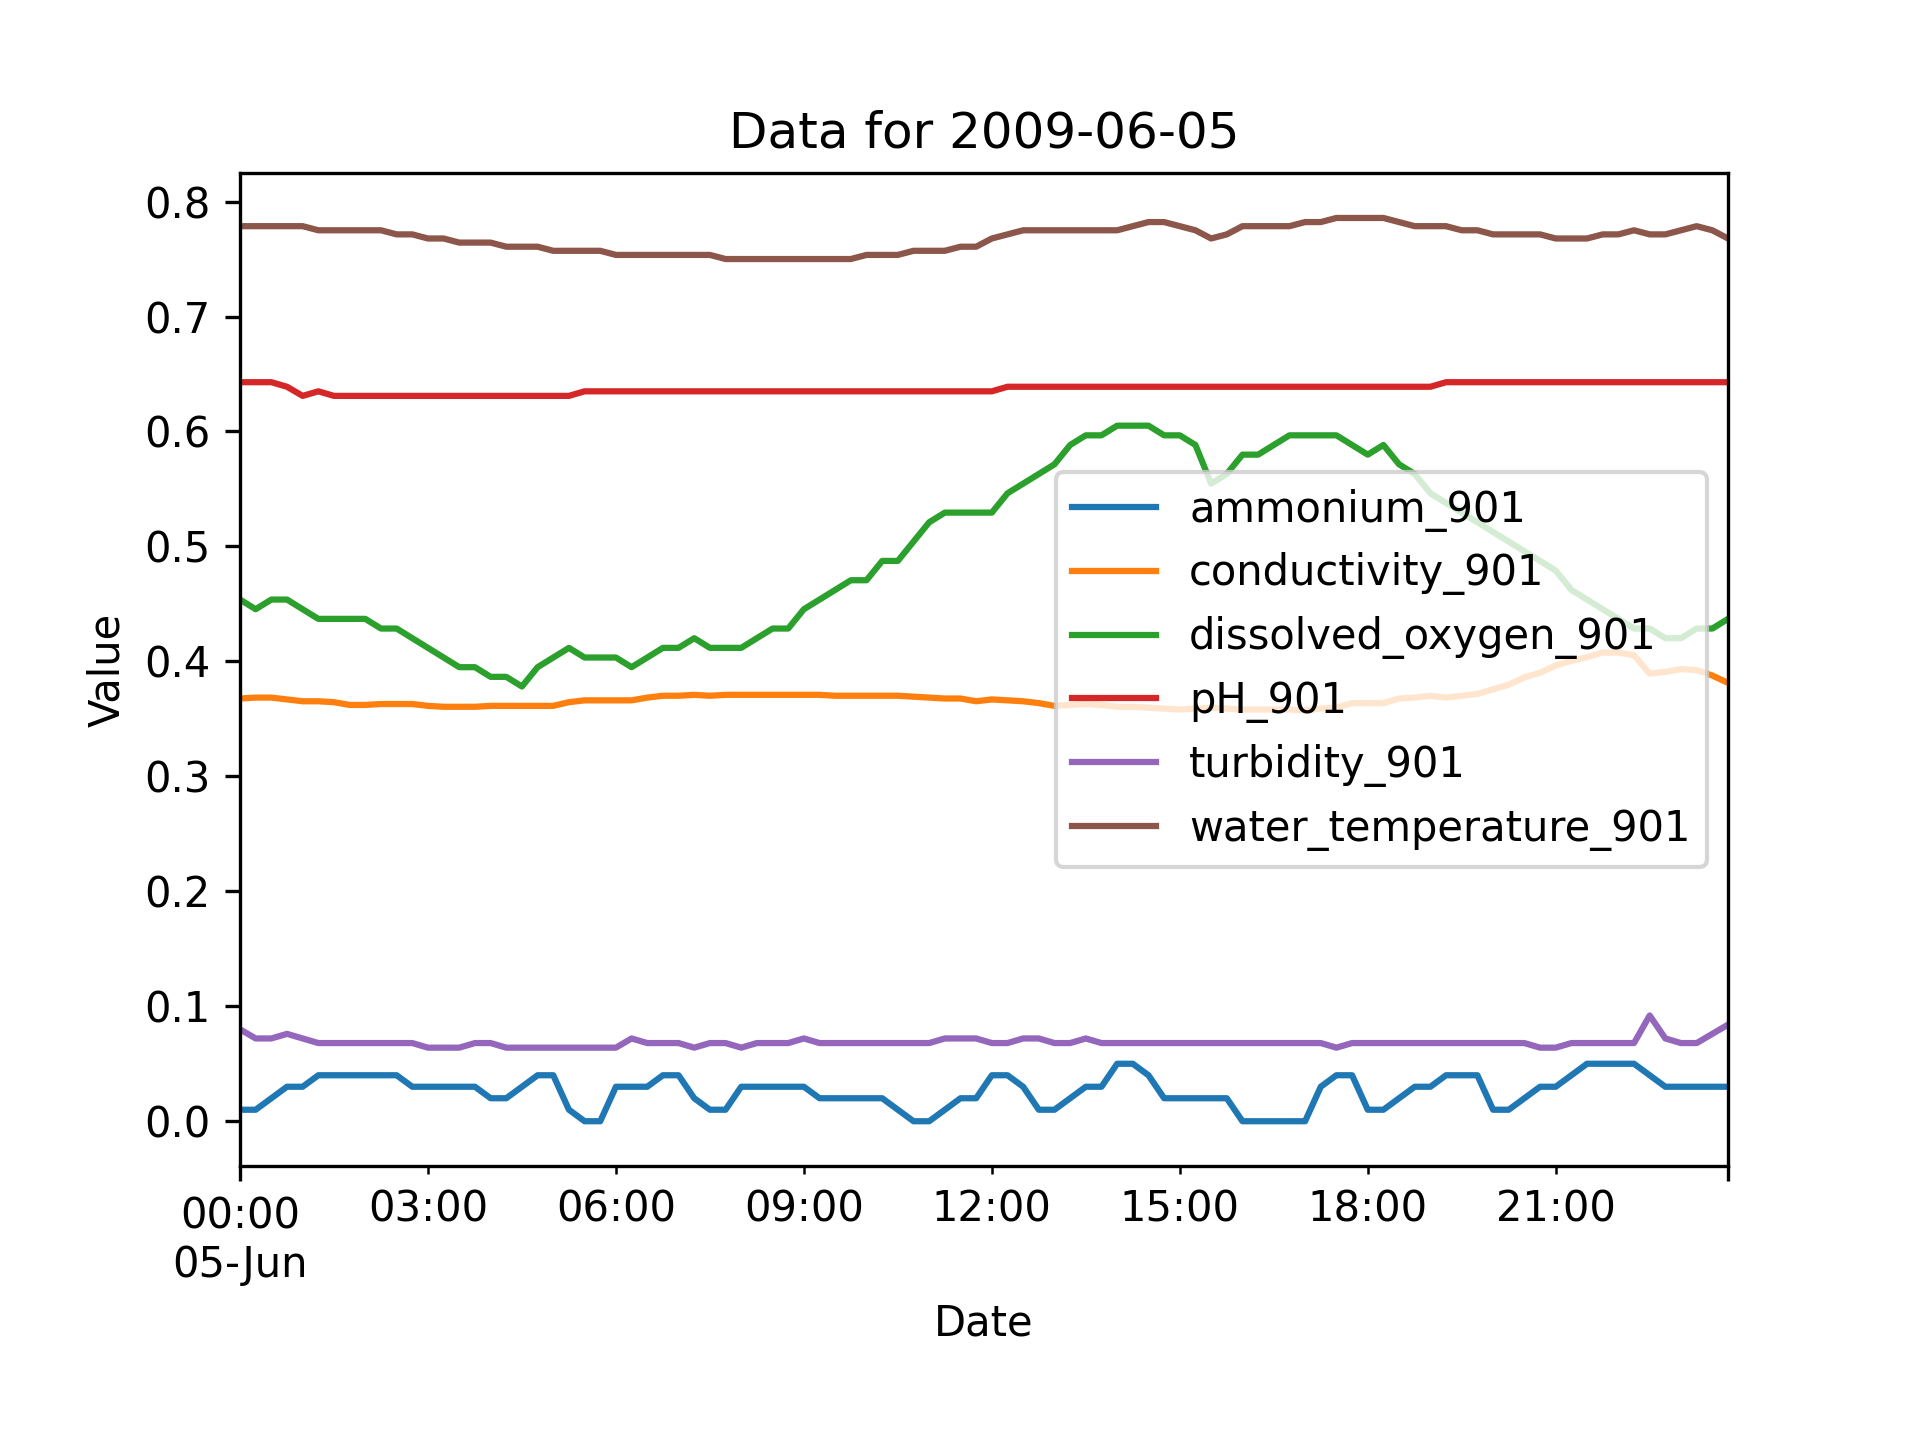 Data for 2009-06-05
0.8
0.7
0.6
0.5
0.4
0.3
0.2
0.1
0.0
Value
ammonium_901
conductivity_901
dissolved_oxygen_901
pH_901
turbidity_901
water_temperature_901
00:00 03:00 06:00 09:00 12:00 15:00 18:00 21:00
05-Jun
Date